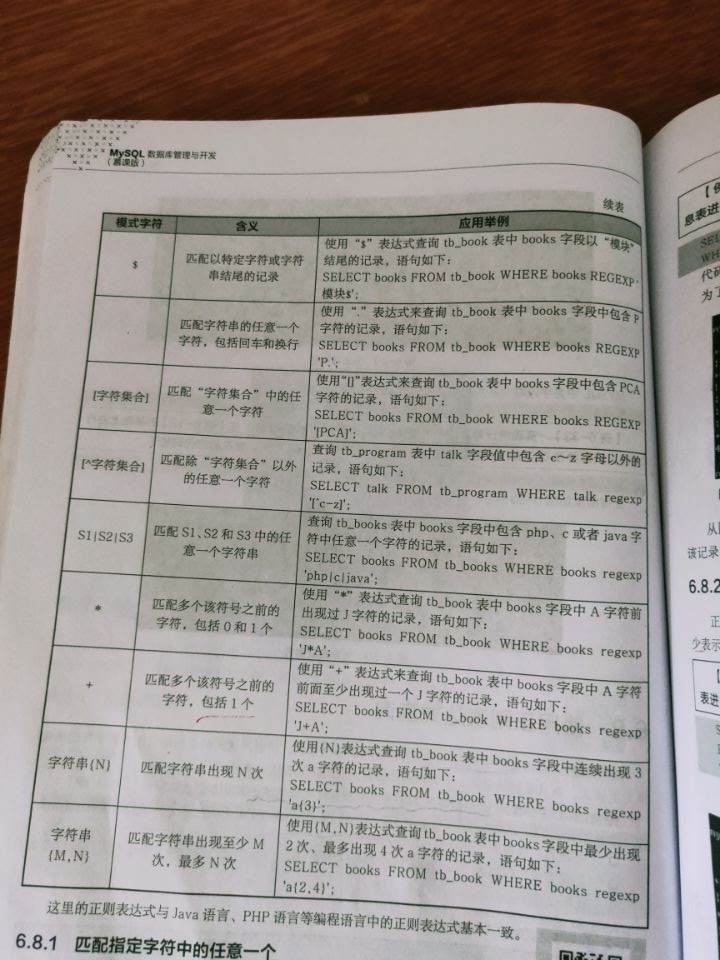 MySQL 数据库管理与开发
（慕课版）
续表
模式字符 含义 应用举例
$
匹配以特定字符或字符
串结尾的记录
使用“$”表达式查询 tb_book 表中 books 字段以“模块”
结尾的记录，语句如下：
SELECT books FROM tb_book WHERE books REGEXP '
模块$';
匹配字符串的任意一个
字符，包括回车和换行
使用“.”表达式来查询 tb_book 表中 books 字段中包含 P
字符的记录，语句如下：
SELECT books FROM tb_book WHERE books REGEXP
'P.';
[字符集合]
匹配“字符集合”中的任
意一个字符
使用“[]”表达式来查询 tb_book 表中 books 字段中包含 PCA
字符的记录，语句如下：
SELECT books FROM tb_book WHERE books REGEXP
'[PCA]';
[^字符集合]
匹配除“字符集合”以外
的任意一个字符
查询 tb_program 表中 talk 字段值中包含 c～z 字母以外的
记录，语句如下：
SELECT talk FROM tb_program WHERE talk regexp
'[^c-z]';
S1|S2|S3
匹配 S1、S2 和 S3 中的任
意一个字符串
查询 tb_books 表中 books 字段中包含 php、c 或者 java 字
符中任意一个字符的记录，语句如下：
SELECT books FROM tb_books WHERE books regexp
'php|c|java';
*
匹配多个该符号之前的
字符，包括 0 和 1 个
使用“*”表达式查询 tb_book 表中 books 字段中 A 字符前
出现过 J 字符的记录，语句如下：
SELECT books FROM tb_book WHERE books regexp
'J*A';
+
匹配多个该符号之前的
字符，包括 1 个
使用“+”表达式来查询 tb_book 表中 books 字段中 A 字符
前面至少出现过一个 J 字符的记录，语句如下：
SELECT books FROM tb_book WHERE books regexp
'J+A';
字符串{N}
匹配字符串出现 N 次
使用{N}表达式查询 tb_book 表中 books 字段中连续出现 3
次 a 字符的记录，语句如下：
SELECT books FROM tb_book WHERE books regexp
'a{3}';
字符串
{M,N}
匹配字符串出现至少 M
次，最多 N 次
使用{M,N}表达式查询 tb_book 表中 books 字段中最少出现
2 次、最多出现 4 次 a 字符的记录，语句如下：
SELECT books FROM tb_book WHERE books regexp
'a{2,4}';
这里的正则表达式与 Java 语言、PHP 语言等编程语言中的正则表达式基本一致。
6.8.1 匹配指定字符中的任意一个
息表进
SEL
WH
代码
为了
该记录
6.8.2
正
少表示
表进